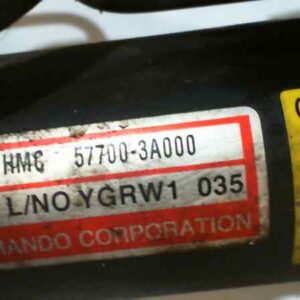 HMC 57700-3A000
L/NO YGRW1 035
MANDO CORPORATION